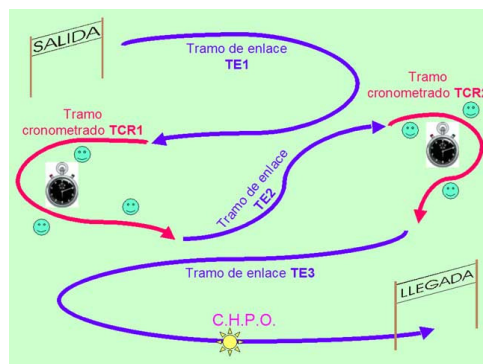 SALIDA
Tramo de enlace
TE1
Tramo
cronometrado TCR1
Tramo
cronometrado TCR2
Tramo de enlace
TE2
Tramo de enlace TE3
C.H.P.O.
LLEGADA